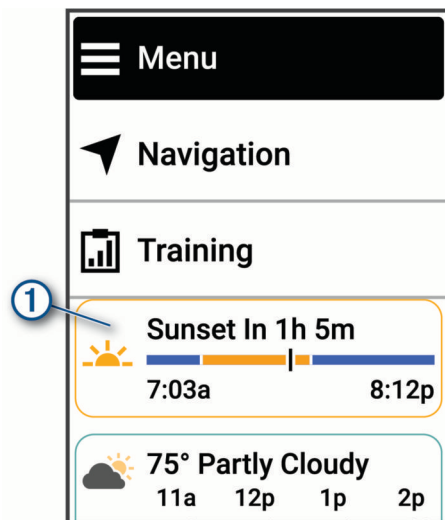 Menu
Navigation
Training
1
Sunset In 1h 5m
7:03a 8:12p
75° Partly Cloudy
11a 12p 1p 2p